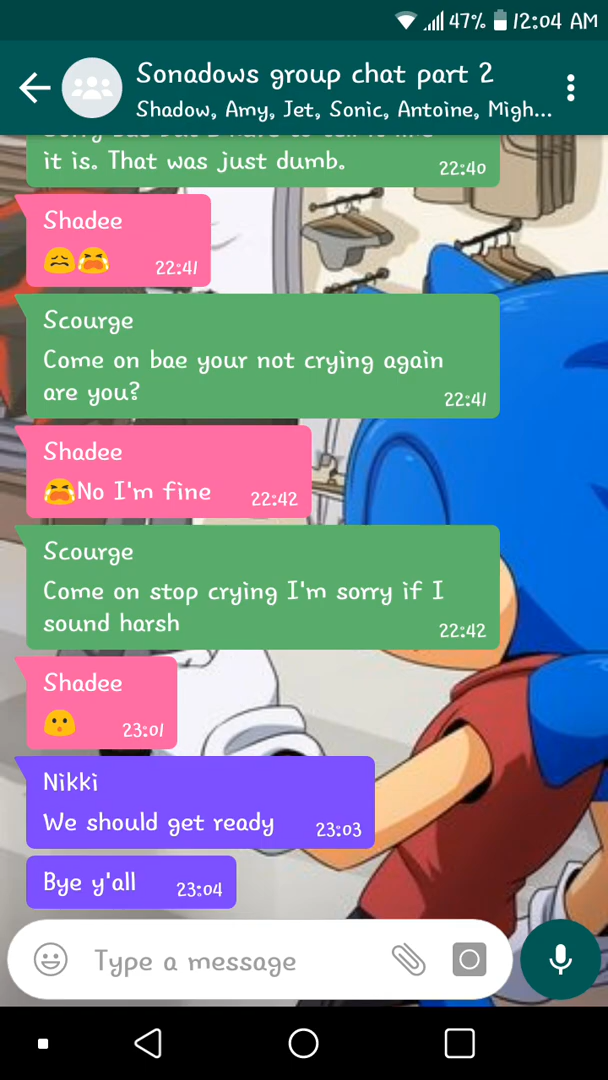 47% 12:04 AM
Sonadows group chat part 2
Shadow, Amy, Jet, Sonic, Antoine, Migh...
it is. That was just dumb. 22:40
Shadee
😖😭 22:41
Scourge
Come on bae your not crying again
are you? 22:41
Shadee
😭No I'm fine 22:42
Scourge
Come on stop crying I'm sorry if I
sound harsh 22:42
Shadee
😗 23:01
Nikki
We should get ready 23:03
Bye y'all 23:04
Type a message